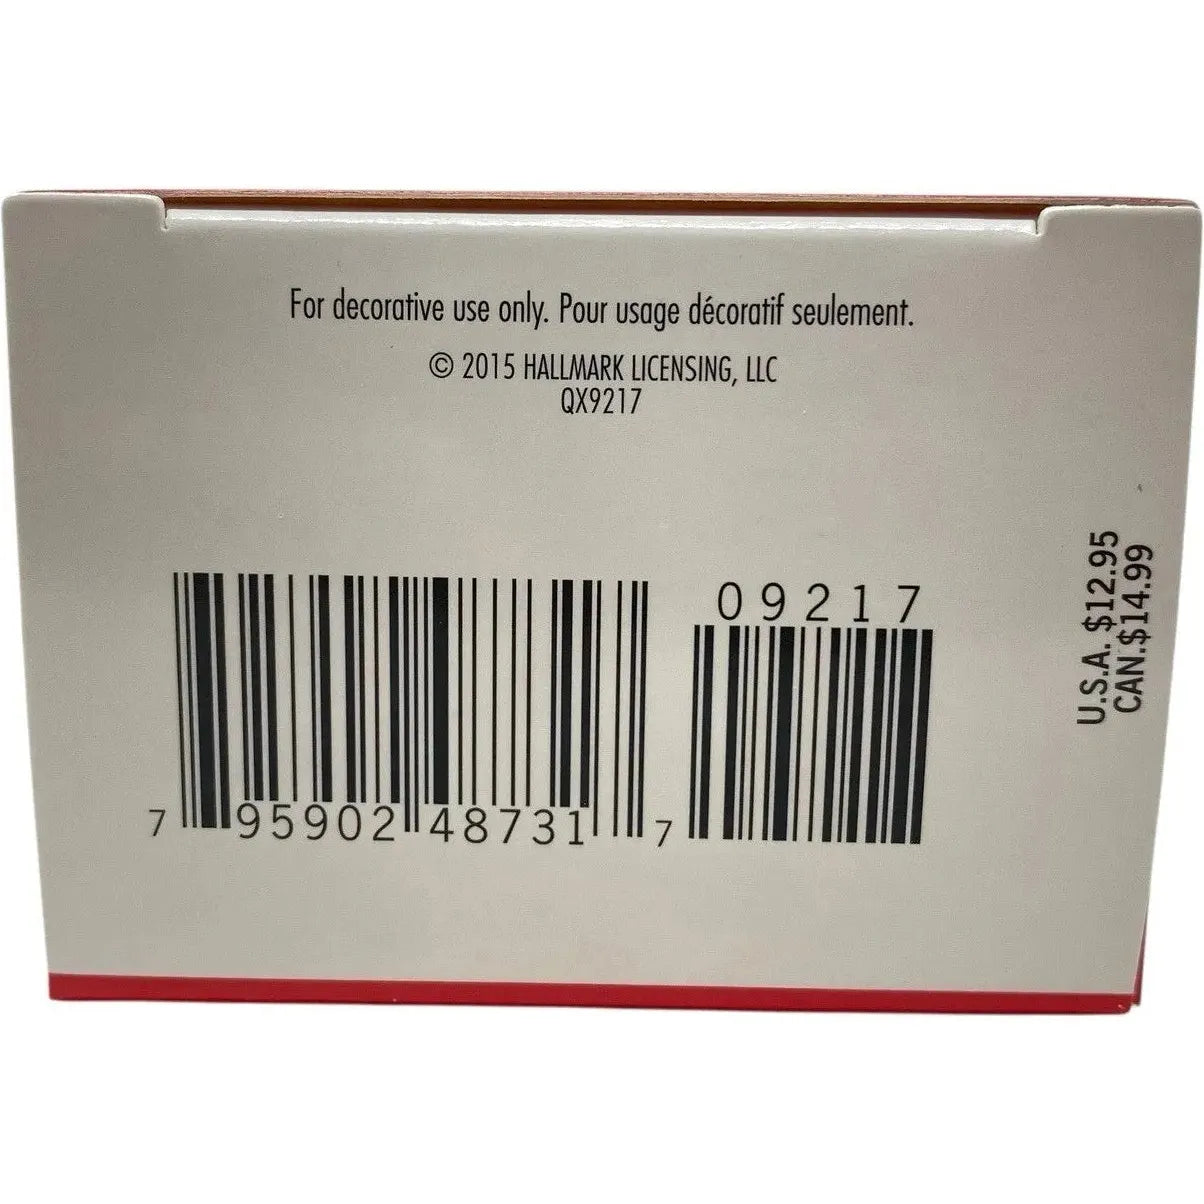 For decorative use only. Pour usage décoratif seulement.
© 2015 HALLMARK LICENSING, LLC
QX9217
09217
7 95902 48731 7
U.S.A. $12.95
CAN.$14.99